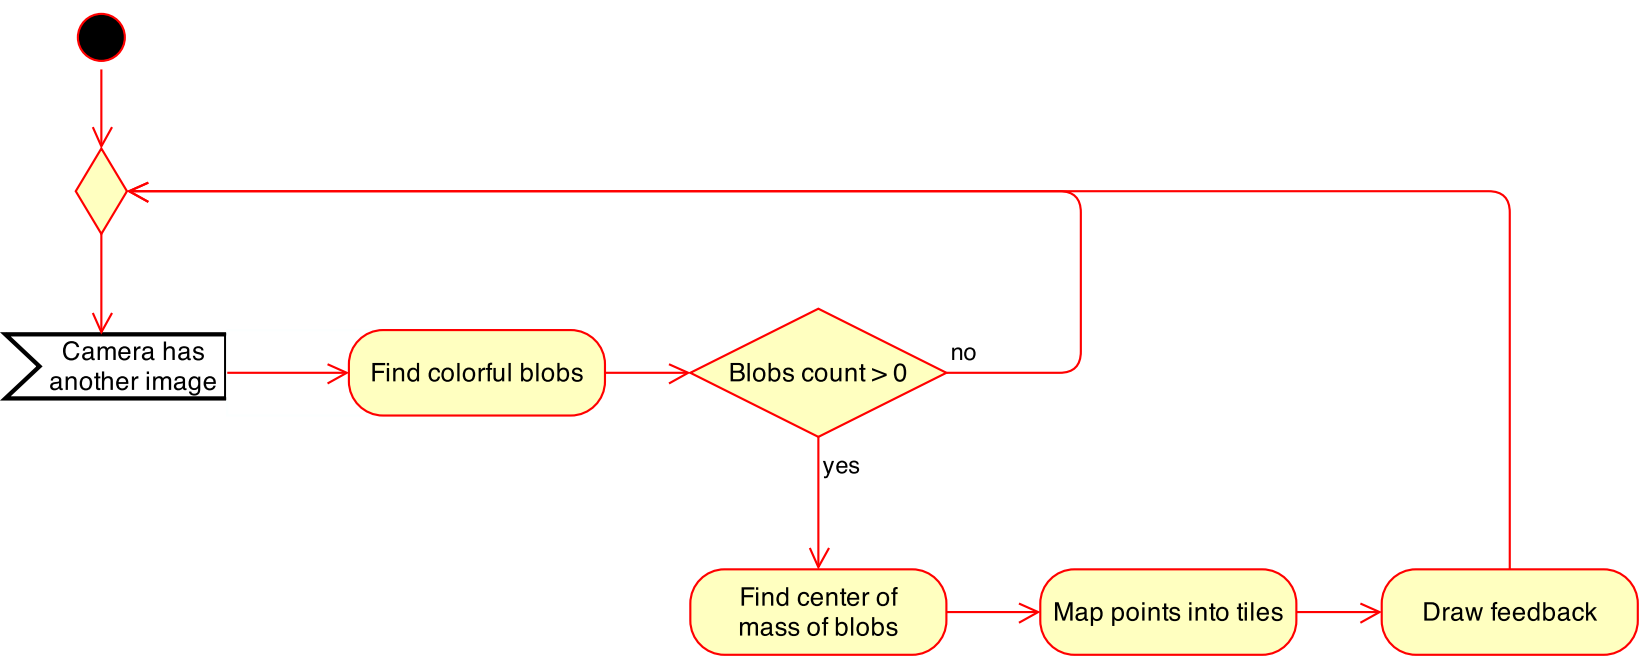 Camera has
another image
Find colorful blobs
Blobs count > 0
no
yes
Find center of
mass of blobs
Map points into tiles
Draw feedback